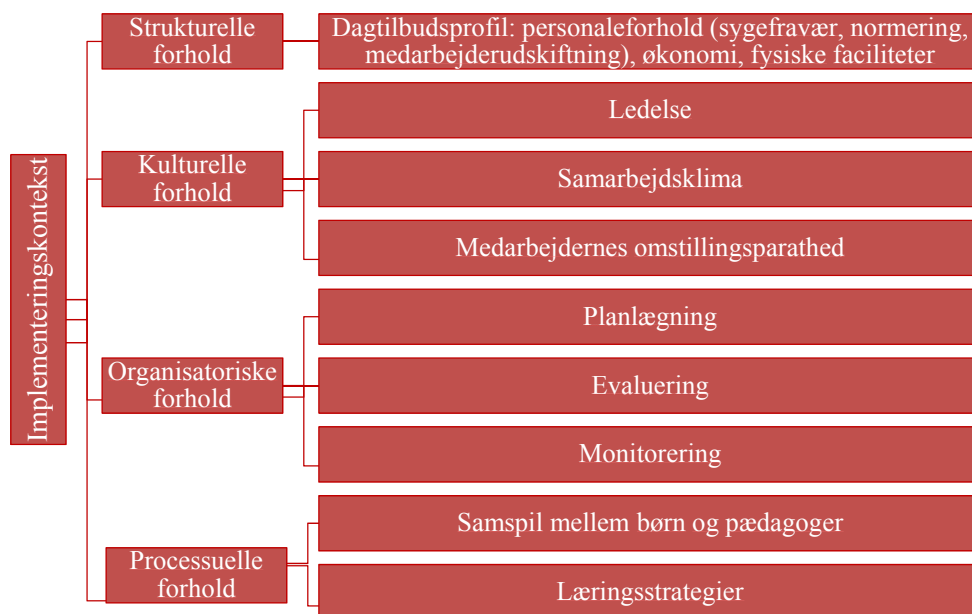 Implementeringskontekst
Strukturelle
forhold
Dagtilbudsprofil: personaleforhold (sygefravær, normering,
medarbejderudskiftning), økonomi, fysiske faciliteter
Kulturelle
forhold
Ledelse
Samarbejdsklima
Medarbejdernes omstillingsparathed
Organisatoriske
forhold
Planlægning
Evaluering
Monitorering
Processuelle
forhold
Samspil mellem børn og pædagoger
Læringsstrategier